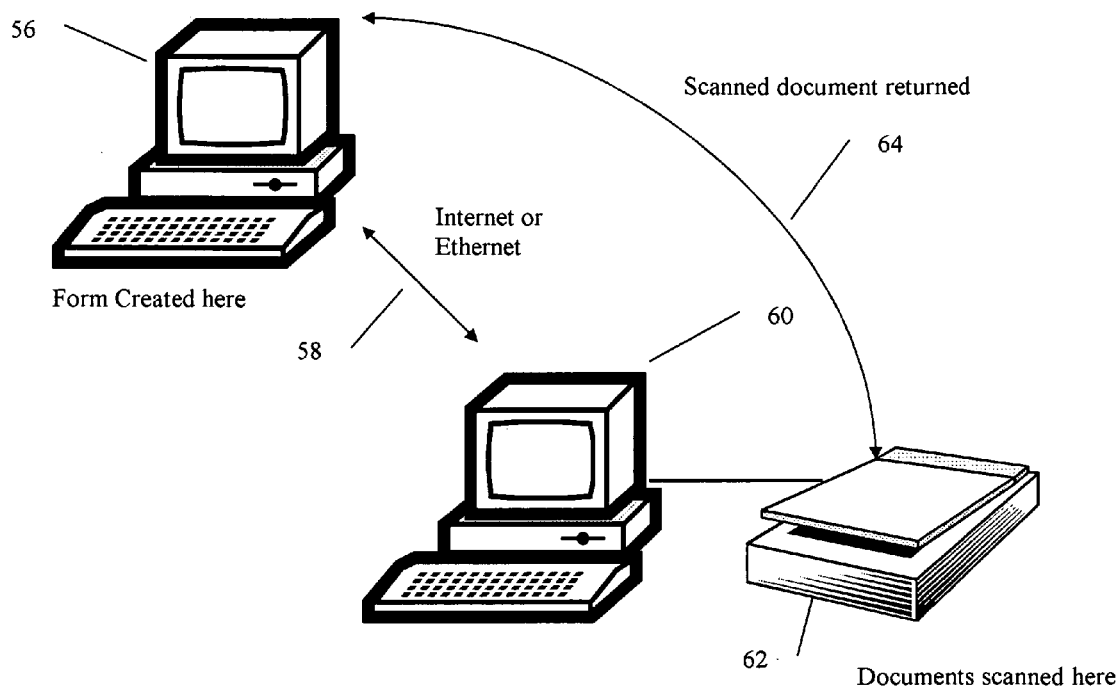 56
Scanned document returned
64
Internet or
Ethernet
Form Created here
60
58
62
Documents scanned here